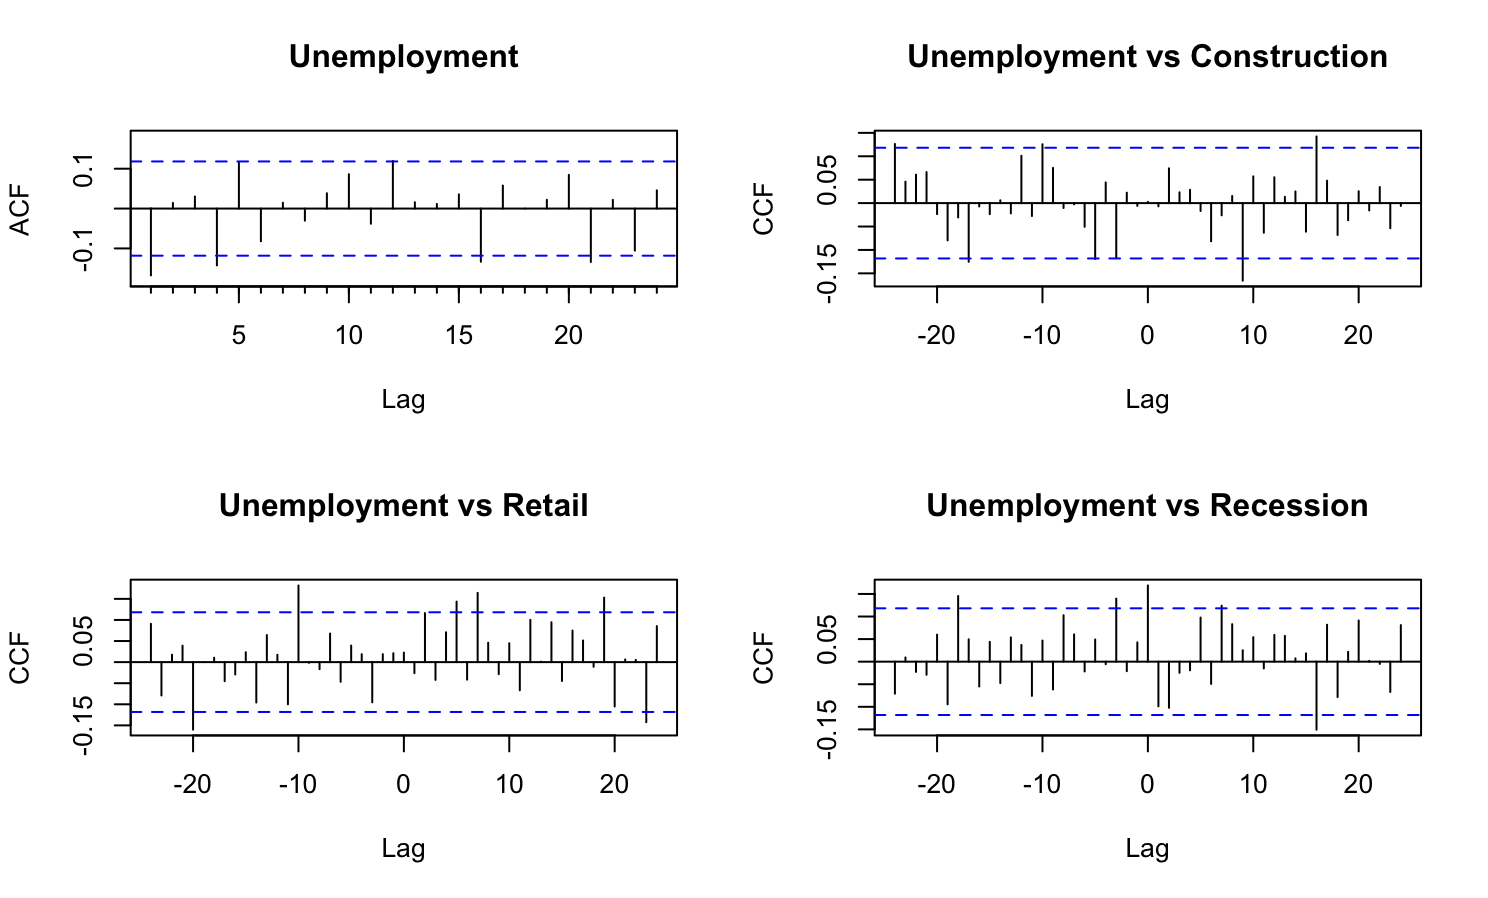 Unemployment
ACF
0.1
-0.1
5 10 15 20
Lag
Unemployment vs Construction
CCF
0.05
-0.15
-20 -10 0 10 20
Lag
Unemployment vs Retail
CCF
0.05
-0.15
-20 -10 0 10 20
Lag
Unemployment vs Recession
CCF
0.05
-0.15
-20 -10 0 10 20
Lag